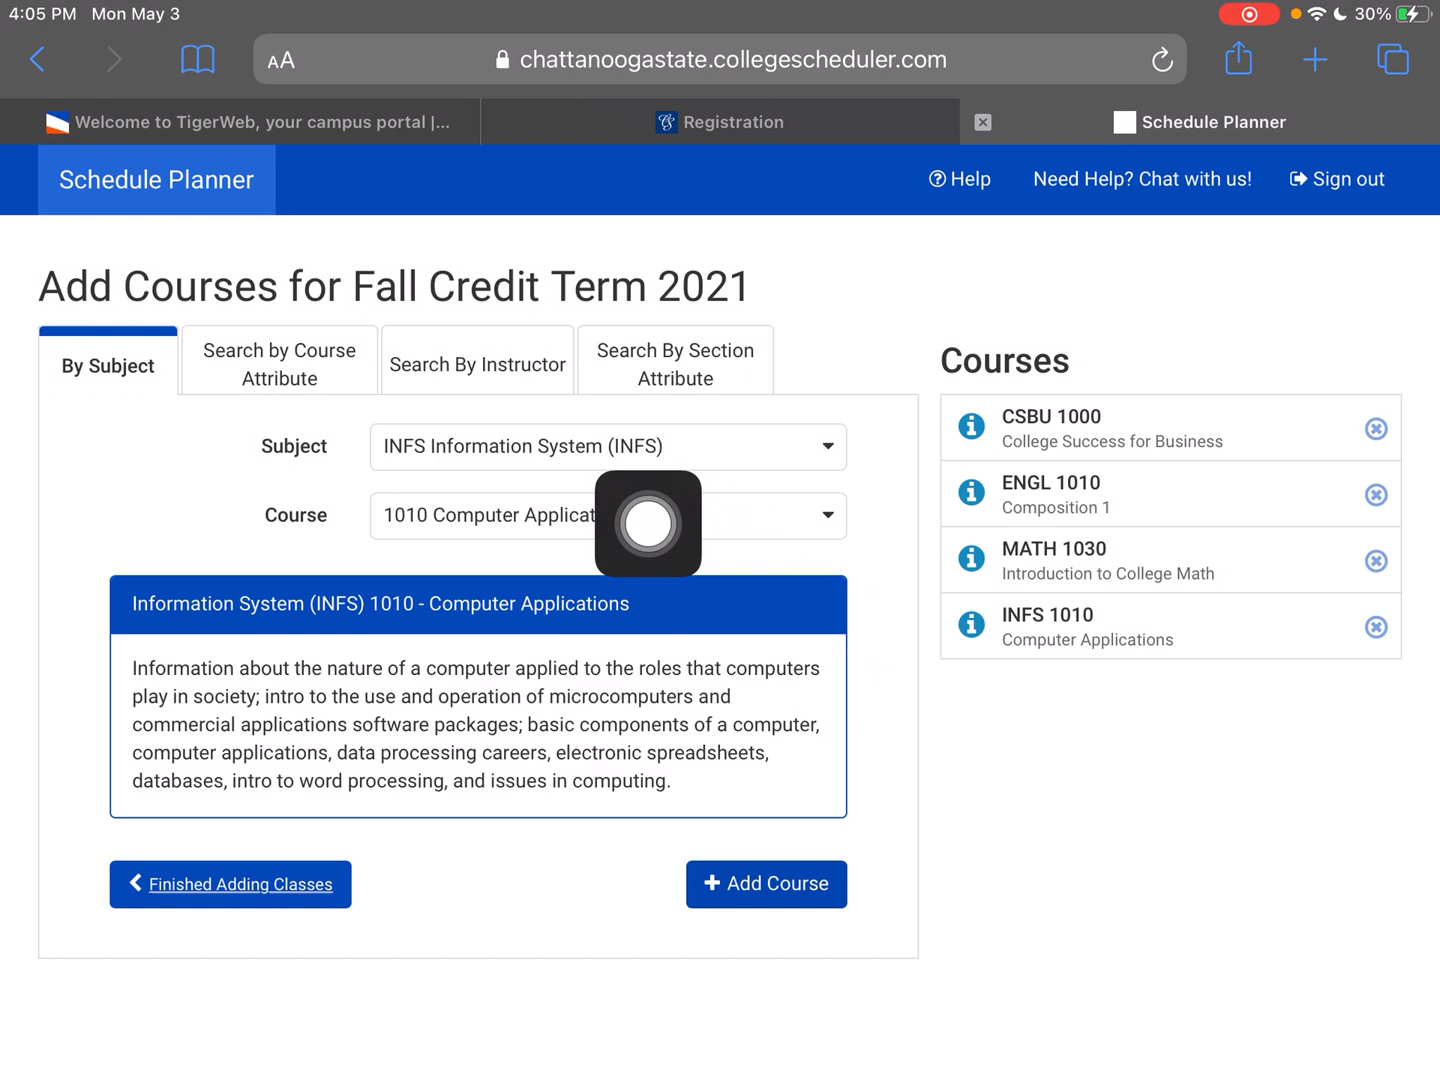 4:05 PM Mon May 3
30%
AA
chattanoogastate.collegescheduler.com
Welcome to TigerWeb, your campus portal |...
Registration
Schedule Planner
Schedule Planner
Help
Need Help? Chat with us!
Sign out
Add Courses for Fall Credit Term 2021
By Subject
Search by Course
Attribute
Search By Instructor
Search By Section
Attribute
Subject
INFS Information System (INFS)
Course
1010 Computer Applicat
Information System (INFS) 1010 - Computer Applications
Information about the nature of a computer applied to the roles that computers
play in society; intro to the use and operation of microcomputers and
commercial applications software packages; basic components of a computer,
computer applications, data processing careers, electronic spreadsheets,
databases, intro to word processing, and issues in computing.
Finished Adding Classes
Add Course
Courses
CSBU 1000
College Success for Business
ENGL 1010
Composition 1
MATH 1030
Introduction to College Math
INFS 1010
Computer Applications